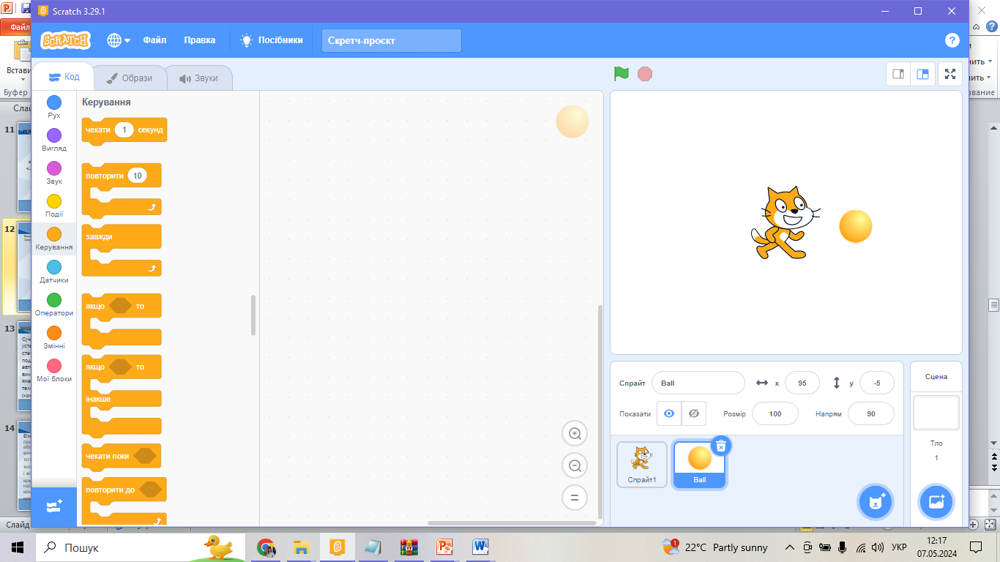 Scratch 3.29.1
Файл
SCRATCH
Файл
Правка
Посібники
Скретч-проєкт
?
Встави
Буфер
Код
Образи
Звуки
Слай
11
12
13
14
Рух
Вигляд
Звук
Події
Керування
Датчики
Оператори
Змінні
Мої блоки
Керування
чекати 1 секунд
повторити 10
завжди
якщо то
якщо то
інакше
чекати поки
повторити до
Спрайт
Ball
x
95
y
-5
Показати
Розмір
100
Напрям
90
Спрайт1
Ball
Сцена
Тло
1
Слайд
Пошук
22°C Partly sunny
УКР
12:17
07.05.2024